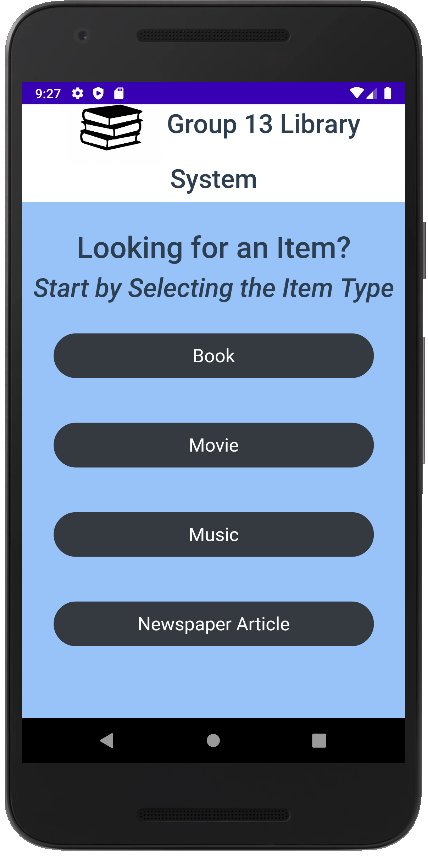 9:27
Group 13 Library
System
Looking for an Item?
Start by Selecting the Item Type
Book
Movie
Music
Newspaper Article